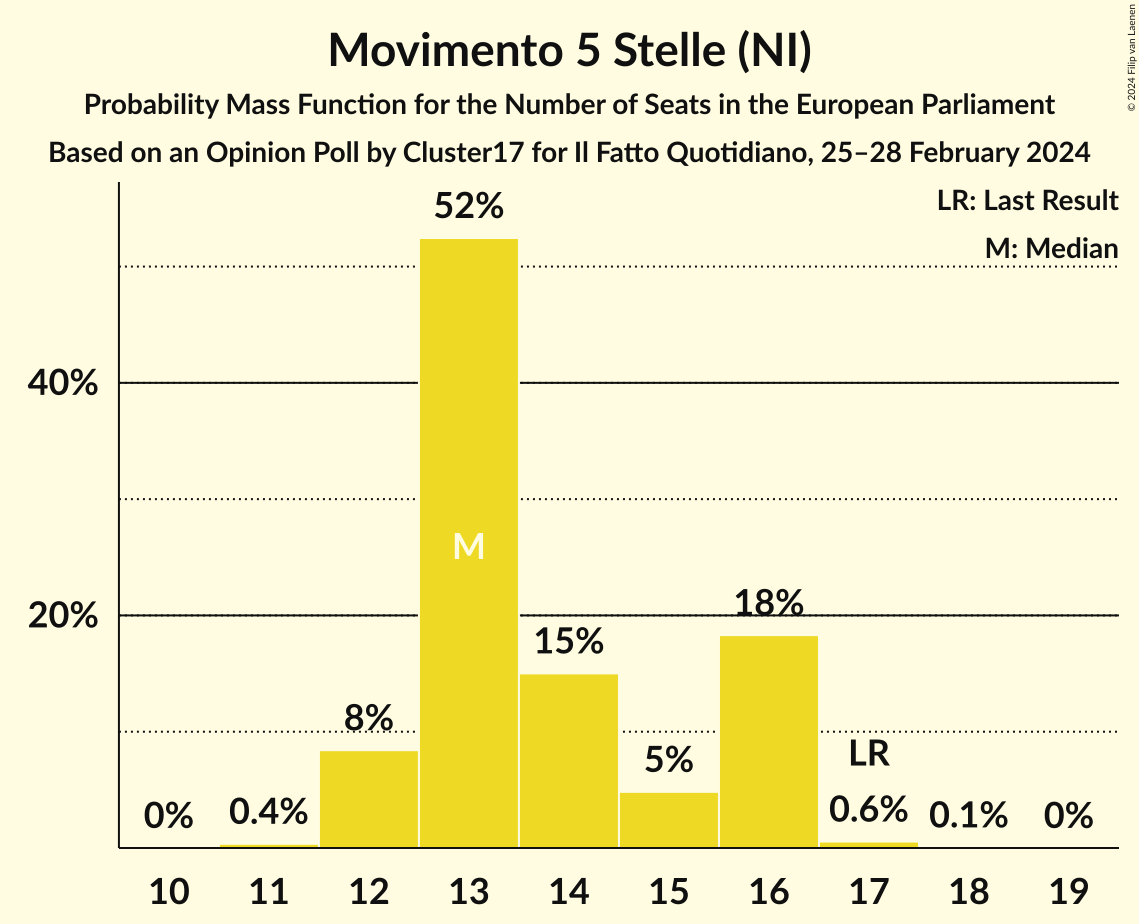 Movimento 5 Stelle (NI)
Probability Mass Function for the Number of Seats in the European Parliament
Based on an Opinion Poll by Cluster17 for Il Fatto Quotidiano, 25–28 February 2024
© 2024 Filip van Laenen
LR: Last Result
M: Median
52%
40%
M
20%
18%
15%
8%
5%
LR
0%
0.4%
0.6%
0.1%
0%
10 11 12 13 14 15 16 17 18 19